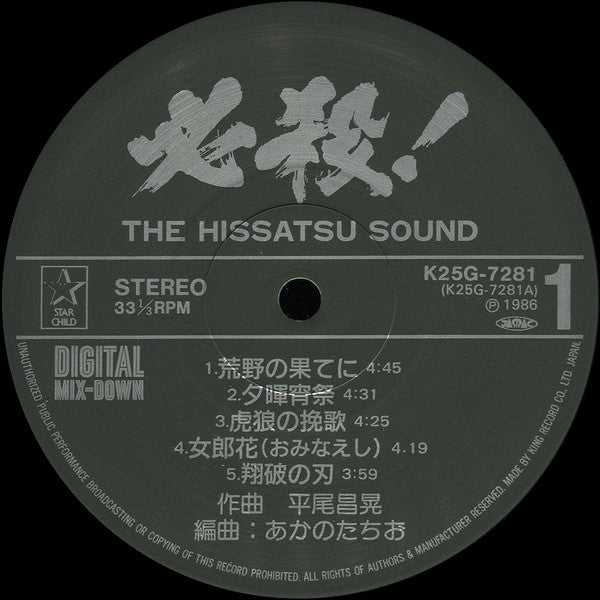 必殺!
THE HISSATSU SOUND
A
STAR
CHILD
STEREO
33 1/3 RPM
K25G-7281
(K25G-7281A)
Ⓟ 1986
JASRAC
1
DIGITAL
MIX-DOWN
1.荒野の果てに 4:45
2.夕暉宵祭 4:31
3.虎狼の挽歌 4:25
4.女郎花(おみなえし) 4.19
5.翔破の刃 3:59
作曲 平尾昌晃
編曲:あかのたちお
UNAUTHORIZED PUBLIC PERFORMANCE BROADCASTING OR COPYING OF THIS RECORD PROHIBITED. ALL RIGHTS OF AUTHORS & MANUFACTURER RESERVED. MADE BY KING RECORD CO., LTD. JAPAN.